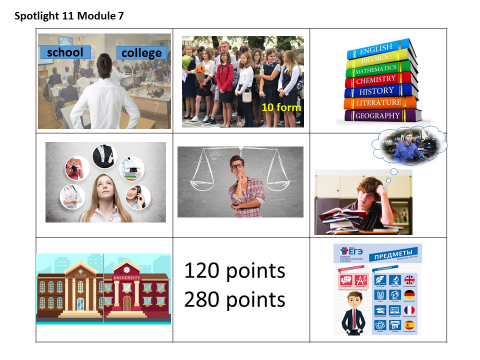 Spotlight 11 Module 7
school
college
10 form
ENGLISH
PHYSICS
MATHEMATICS
CHEMISTRY
HISTORY
LITERATURE
GEOGRAPHY
UNIVERSITY
120 points
280 points
ЕГЭ
ПРЕДМЕТЫ